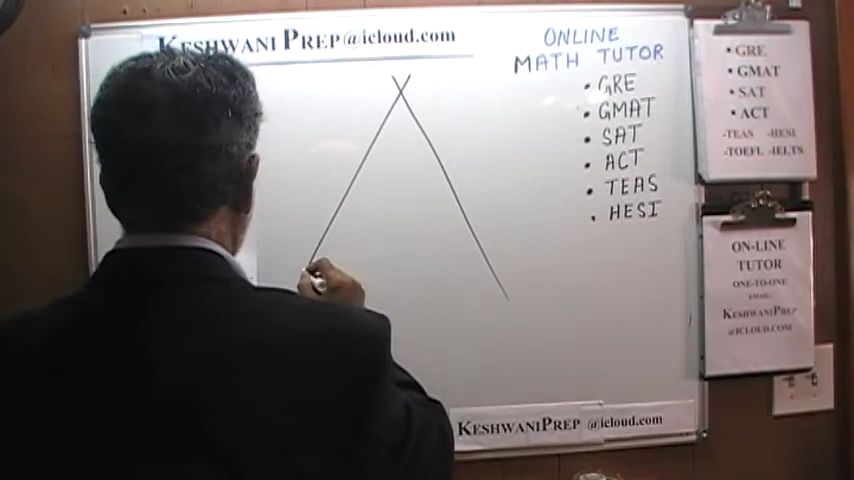 KESHWANI PREP@icloud.com
ONLINE
MATH TUTOR
• GRE
• GMAT
• SAT
• ACT
• TEAS
• HESI
• GRE
• GMAT
• SAT
• ACT
-TEAS -HESI
-TOEFL -IELTS
ON-LINE
TUTOR
ONE-TO-ONE
EMAIL:
KESHWANIPREP
@ICLOUD.COM
KESHWANIPREP @icloud.com